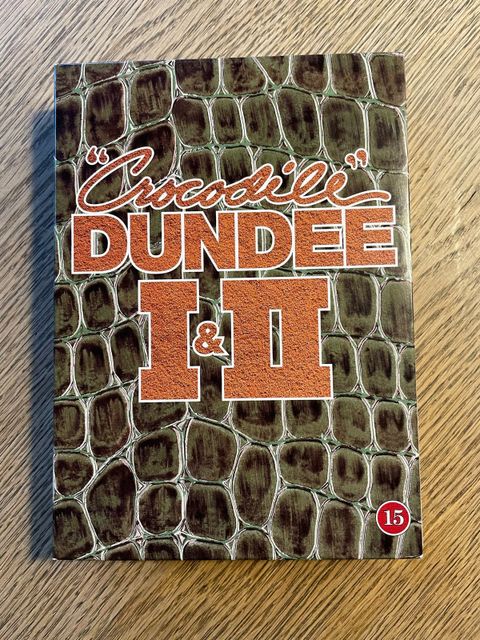 "Crocodile"
DUNDEE
I & II
15